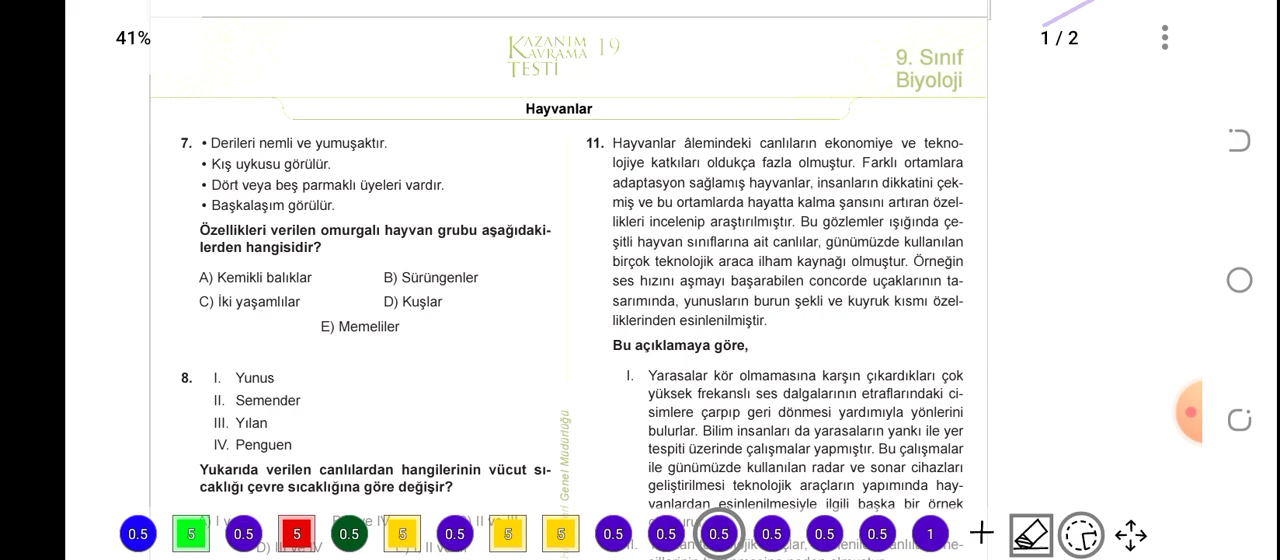 41%
1 / 2
KAZANIM
KAVRAMA
TESTİ
19
9. Sınıf
Biyoloji
Hayvanlar
7. • Derileri nemli ve yumuşaktır.
• Kış uykusu görülür.
• Dört veya beş parmaklı üyeleri vardır.
• Başkalaşım görülür.
Özellikleri verilen omurgalı hayvan grubu aşağıdaki-
lerden hangisidir?
A) Kemikli balıklar B) Sürüngenler
C) İki yaşamlılar D) Kuşlar
E) Memeliler
8. I. Yunus
II. Semender
III. Yılan
IV. Penguen
Yukarıda verilen canlılardan hangilerinin vücut sı-
caklığı çevre sıcaklığına göre değişir?
11. Hayvanlar âlemindeki canlıların ekonomiye ve tekno-
lojiye katkıları oldukça fazla olmuştur. Farklı ortamlara
adaptasyon sağlamış hayvanlar, insanların dikkatini çek-
miş ve bu ortamlarda hayatta kalma şansını artıran özel-
likleri incelenip araştırılmıştır. Bu gözlemler ışığında çe-
şitli hayvan sınıflarına ait canlılar, günümüzde kullanılan
birçok teknolojik araca ilham kaynağı olmuştur. Örneğin
ses hızını aşmayı başarabilen concorde uçaklarının ta-
sarımında, yunusların burun şekli ve kuyruk kısmı özel-
liklerinden esinlenilmiştir.
Bu açıklamaya göre,
I. Yarasalar kör olmamasına karşın çıkardıkları çok
yüksek frekanslı ses dalgalarının etraflarındaki ci-
simlere çarpıp geri dönmesi yardımıyla yönlerini
bulurlar. Bilim insanları da yarasaların yankı ile yer
tespiti üzerinde çalışmalar yapmıştır. Bu çalışmalar
ile günümüzde kullanılan radar ve sonar cihazları
geliştirilmesi teknolojik araçların yapımında hay-
vanlardan esinlenilmesiyle ilgili başka bir örnek
Genel Müdürlüğü
0.5 5 0.5 5 0.5 5 0.5 5 5 0.5 0.5 0.5 0.5 0.5 0.5 1